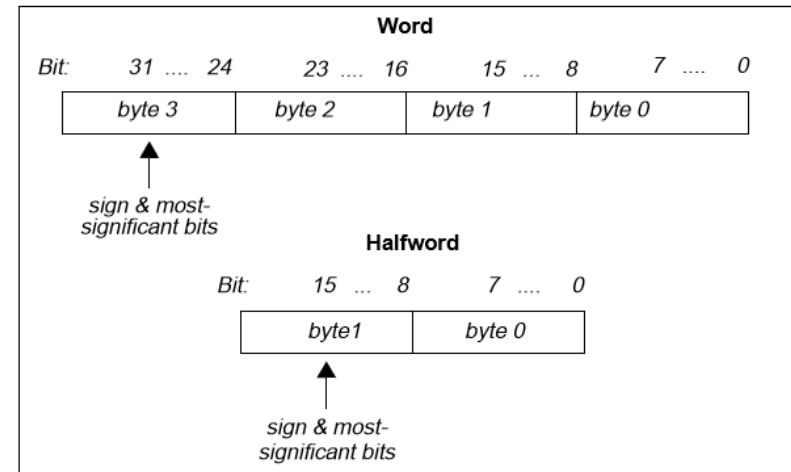 Word
Bit: 31 .... 24 23 .... 16 15 ... 8 7 .... 0
byte 3 byte 2 byte 1 byte 0
sign & most-
significant bits
Halfword
Bit: 15 ... 8 7 .... 0
byte1 byte 0
sign & most-
significant bits